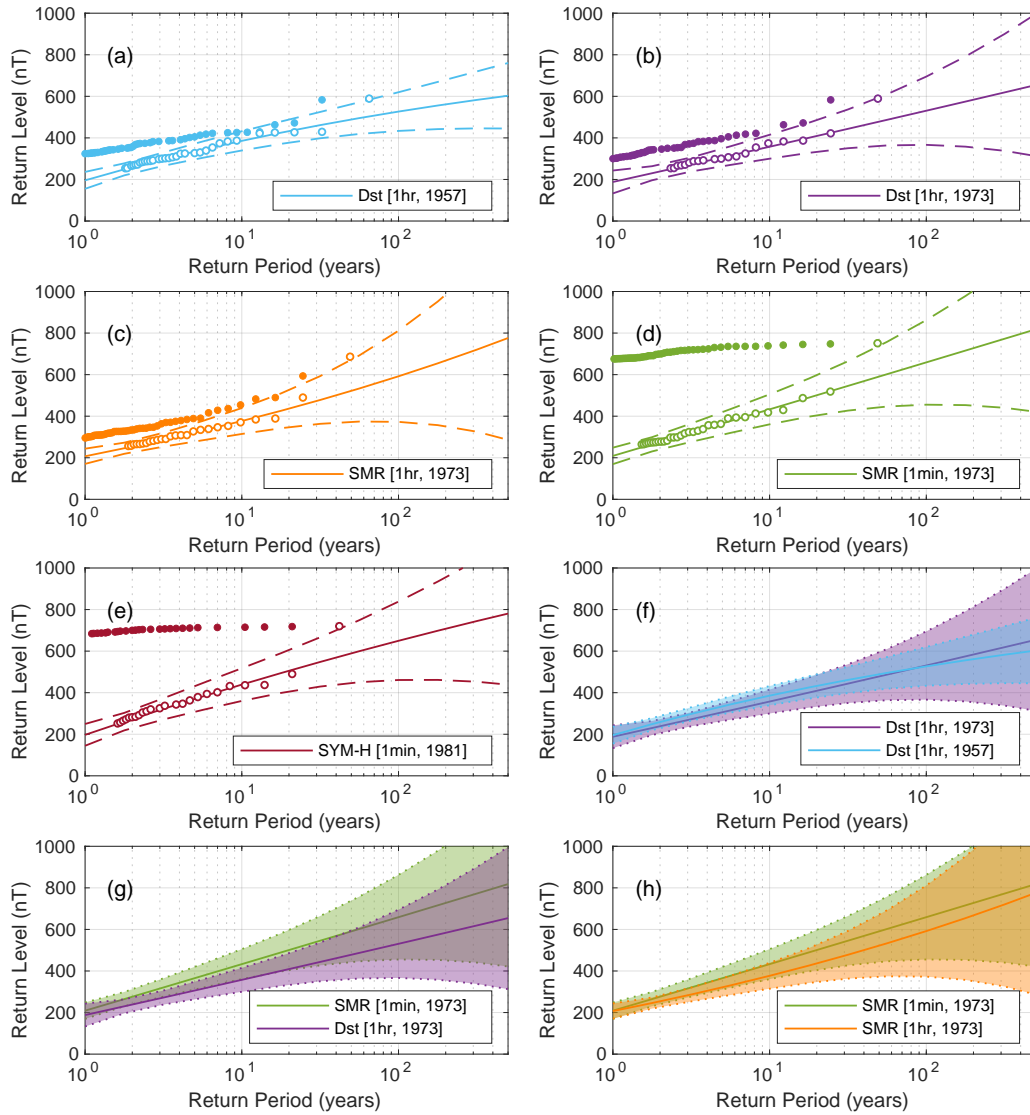 (a)
1000
800
600
400
200
0
Return Level (nT)
Dst [1hr, 1957]
10^0 10^1 10^2
Return Period (years)
(b)
1000
800
600
400
200
0
Return Level (nT)
Dst [1hr, 1973]
10^0 10^1 10^2
Return Period (years)
(c)
1000
800
600
400
200
0
Return Level (nT)
SMR [1hr, 1973]
10^0 10^1 10^2
Return Period (years)
(d)
1000
800
600
400
200
0
Return Level (nT)
SMR [1min, 1973]
10^0 10^1 10^2
Return Period (years)
(e)
1000
800
600
400
200
0
Return Level (nT)
SYM-H [1min, 1981]
10^0 10^1 10^2
Return Period (years)
(f)
1000
800
600
400
200
0
Return Level (nT)
Dst [1hr, 1973]
Dst [1hr, 1957]
10^0 10^1 10^2
Return Period (years)
(g)
1000
800
600
400
200
0
Return Level (nT)
SMR [1min, 1973]
Dst [1hr, 1973]
10^0 10^1 10^2
Return Period (years)
(h)
1000
800
600
400
200
0
Return Level (nT)
SMR [1min, 1973]
SMR [1hr, 1973]
10^0 10^1 10^2
Return Period (years)